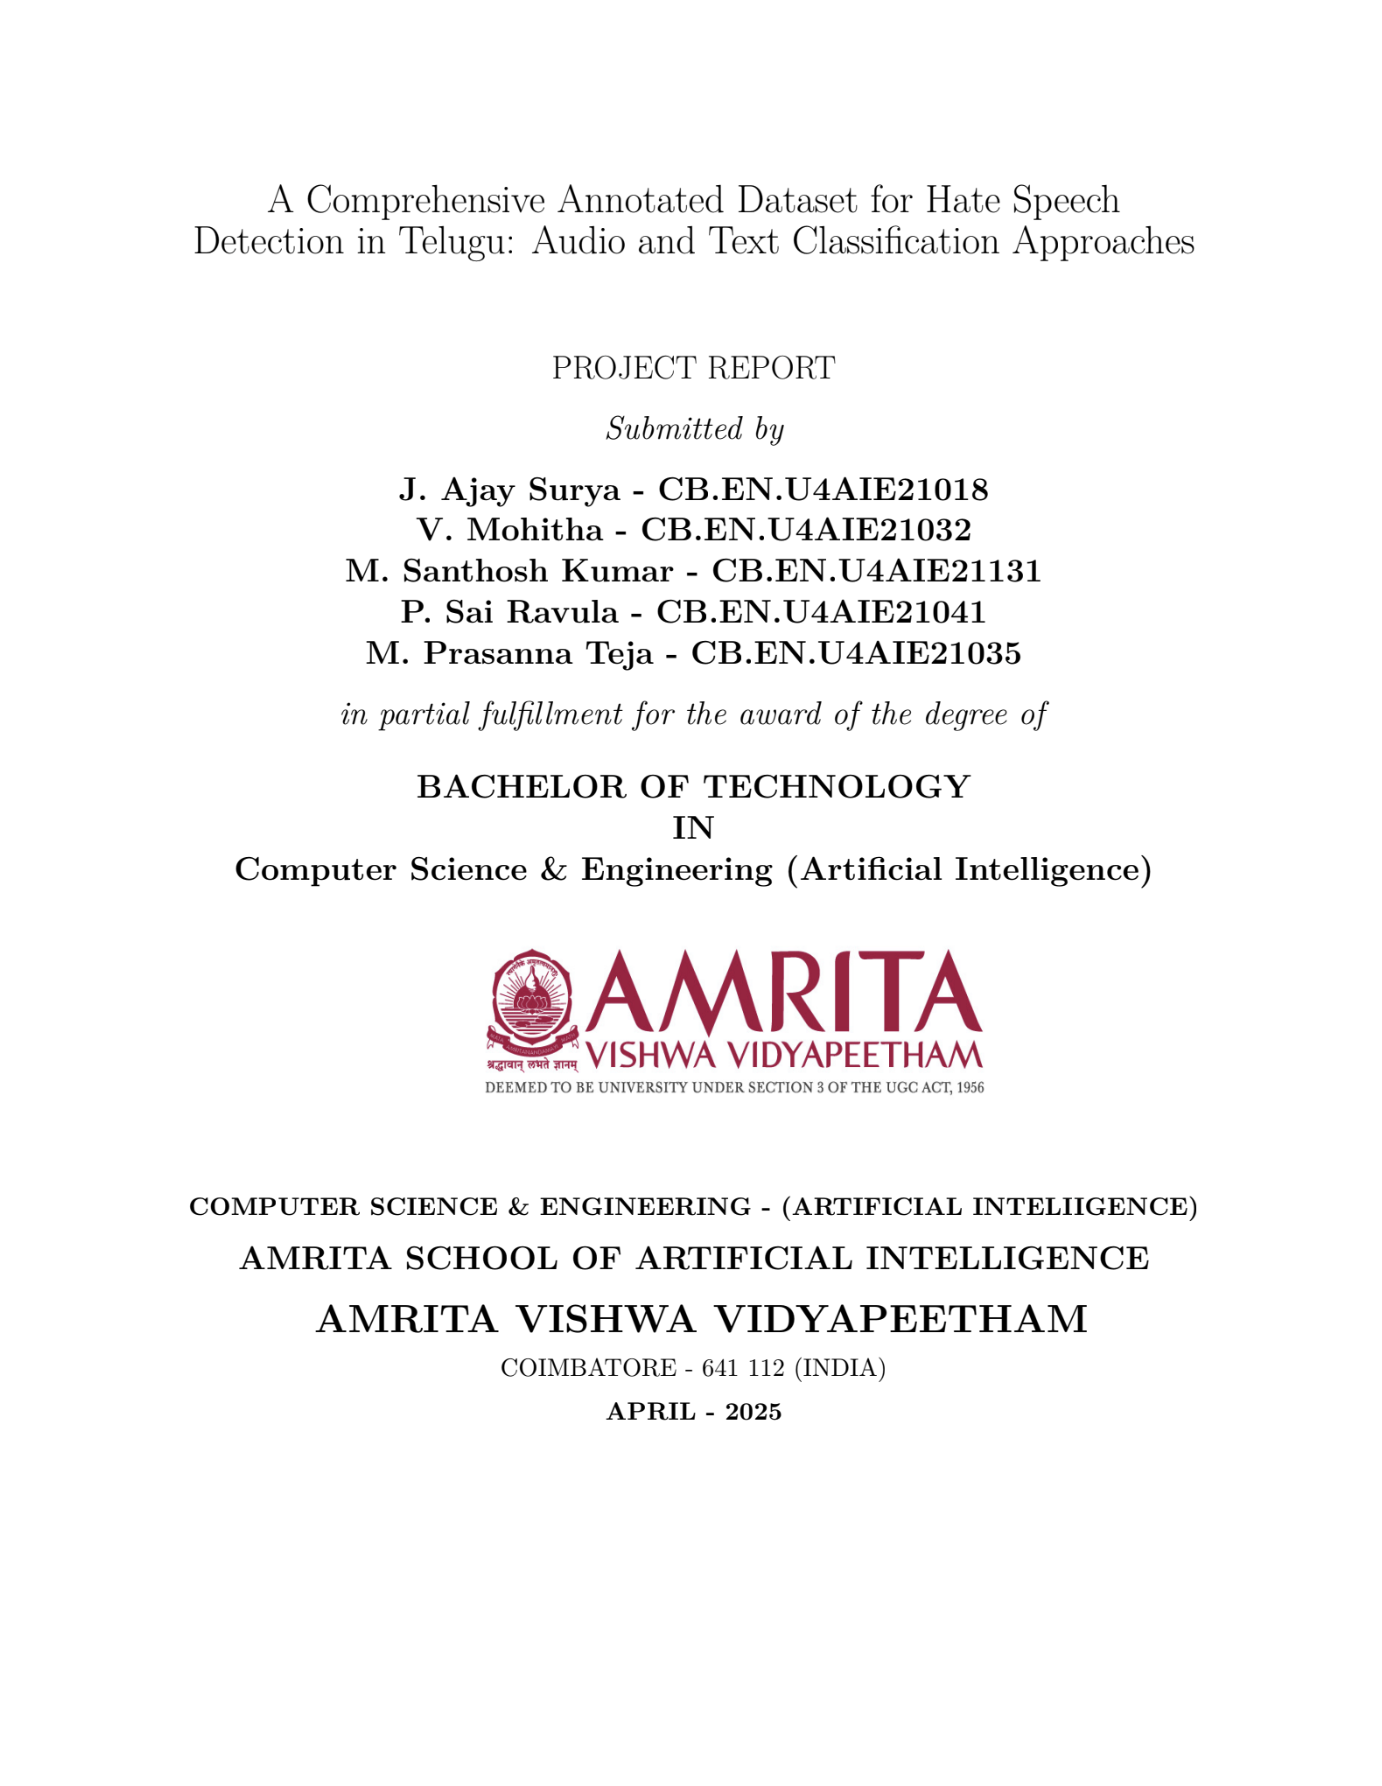 A Comprehensive Annotated Dataset for Hate Speech
Detection in Telugu: Audio and Text Classification Approaches
PROJECT REPORT
Submitted by
J. Ajay Surya - CB.EN.U4AIE21018
V. Mohitha - CB.EN.U4AIE21032
M. Santhosh Kumar - CB.EN.U4AIE21131
P. Sai Ravula - CB.EN.U4AIE21041
M. Prasanna Teja - CB.EN.U4AIE21035
in partial fulfillment for the award of the degree of
BACHELOR OF TECHNOLOGY
IN
Computer Science & Engineering (Artificial Intelligence)
AMRITA
VISHWA VIDYAPEETHAM
श्रद्धावान् लभते ज्ञानम्
DEEMED TO BE UNIVERSITY UNDER SECTION 3 OF THE UGC ACT, 1956
COMPUTER SCIENCE & ENGINEERING - (ARTIFICIAL INTELIIGENCE)
AMRITA SCHOOL OF ARTIFICIAL INTELLIGENCE
AMRITA VISHWA VIDYAPEETHAM
COIMBATORE - 641 112 (INDIA)
APRIL - 2025